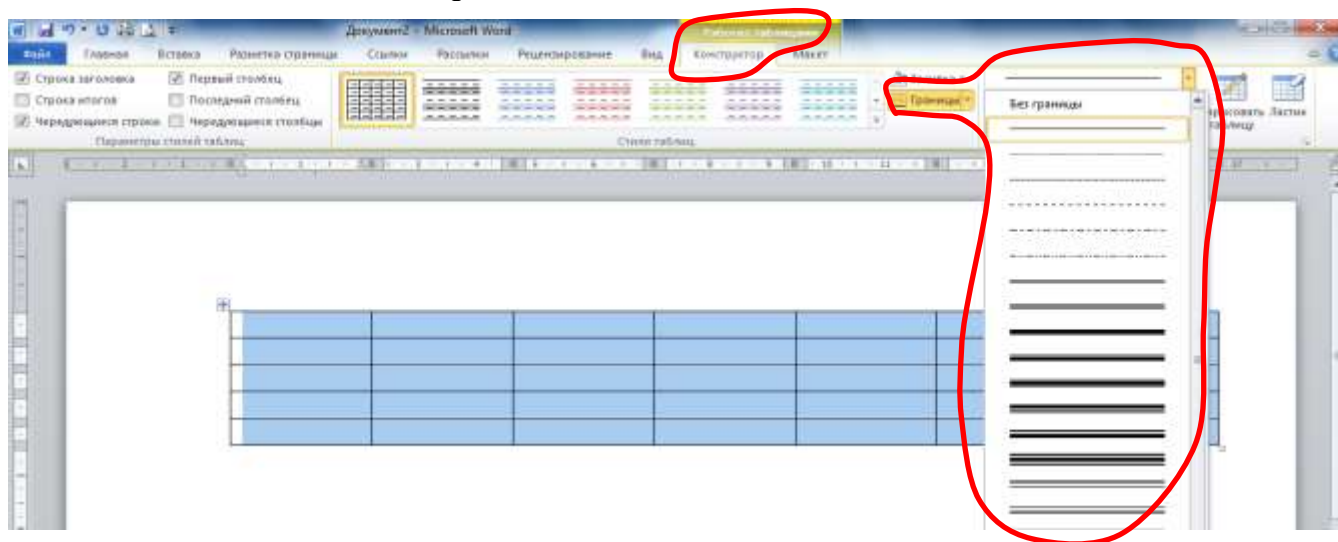 Документ2 - Microsoft Word
Работа с таблицами
Файл Главная Вставка Разметка страницы Ссылки Рассылки Рецензирование Вид Конструктор Макет
Строка заголовка Первый столбец
Строка итогов Последний столбец
Чередующиеся строки Чередующиеся столбцы
Параметры стилей таблиц
Стили таблиц
Границы
Без границы
таблицу
Ластик